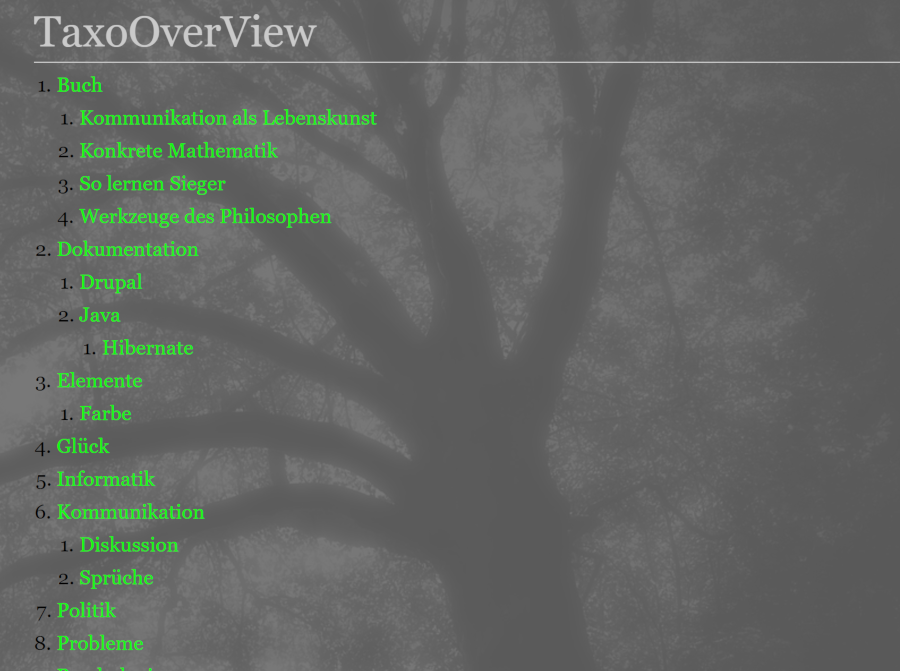 TaxoOverView
1. Buch
1. Kommunikation als Lebenskunst
2. Konkrete Mathematik
3. So lernen Sieger
4. Werkzeuge des Philosophen
2. Dokumentation
1. Drupal
2. Java
1. Hibernate
3. Elemente
1. Farbe
4. Glück
5. Informatik
6. Kommunikation
1. Diskussion
2. Sprüche
7. Politik
8. Probleme